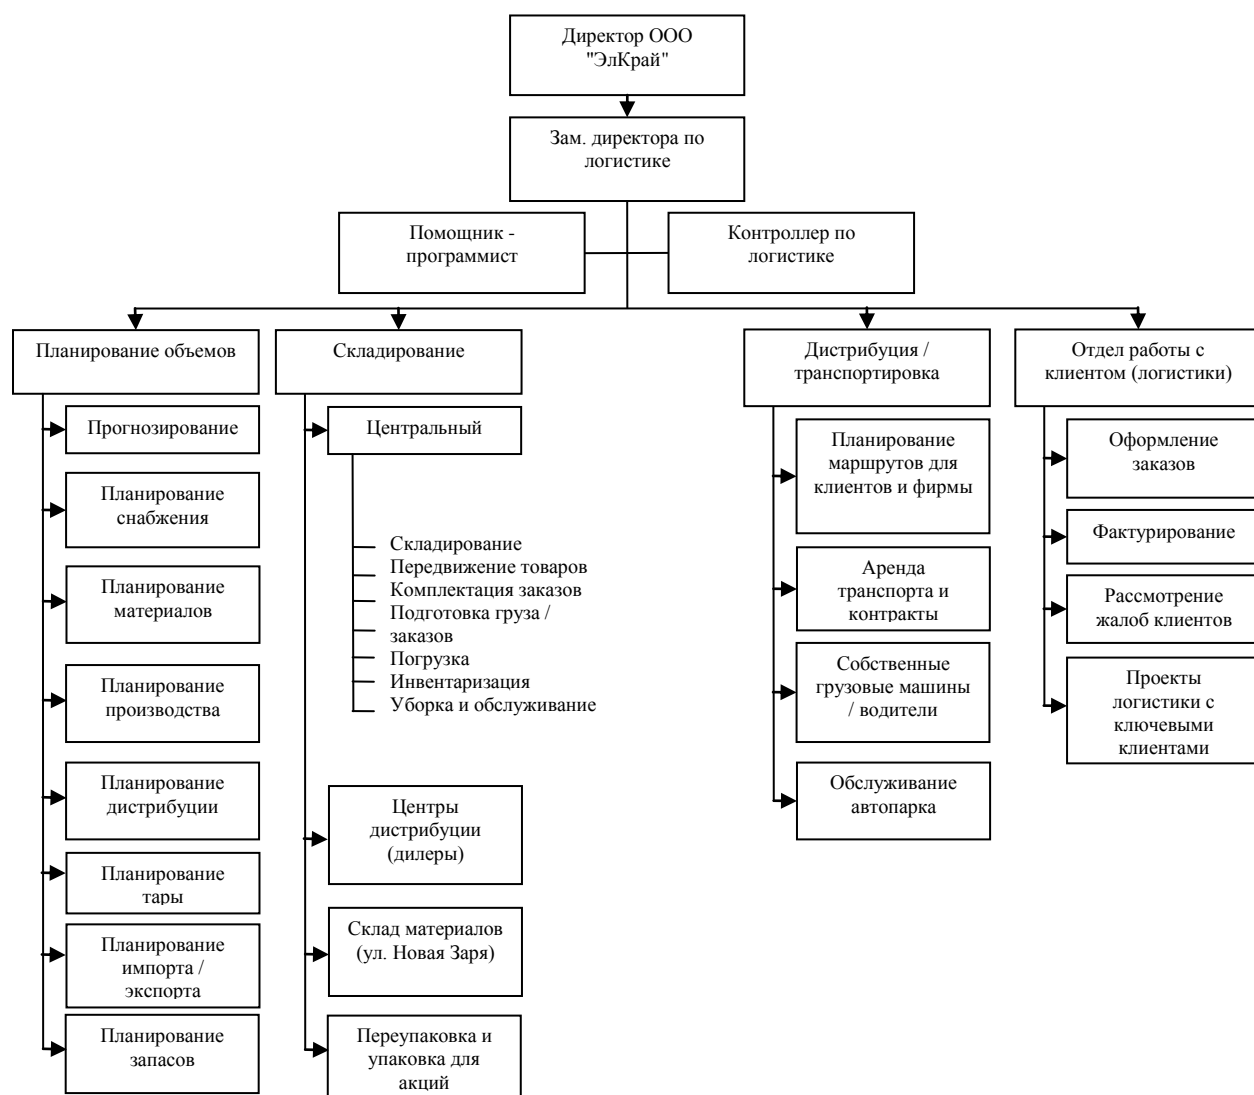 Директор ООО
"ЭлКрай"
Зам. директора по
логистике
Помощник -
программист
Контроллер по
логистике
Планирование объемов
Прогнозирование
Планирование
снабжения
Планирование
материалов
Планирование
производства
Планирование
дистрибуции
Планирование
тары
Планирование
импорта /
экспорта
Планирование
запасов
Складирование
Центральный
Складирование
Передвижение товаров
Комплектация заказов
Подготовка груза /
заказов
Погрузка
Инвентаризация
Уборка и обслуживание
Центры
дистрибуции
(дилеры)
Склад материалов
(ул. Новая Заря)
Переупаковка и
упаковка для
акций
Дистрибуция /
транспортировка
Планирование
маршрутов для
клиентов и фирмы
Аренда
транспорта и
контракты
Собственные
грузовые машины
/ водители
Обслуживание
автопарка
Отдел работы с
клиентом (логистики)
Оформление
заказов
Фактурирование
Рассмотрение
жалоб клиентов
Проекты
логистики с
ключевыми
клиентами